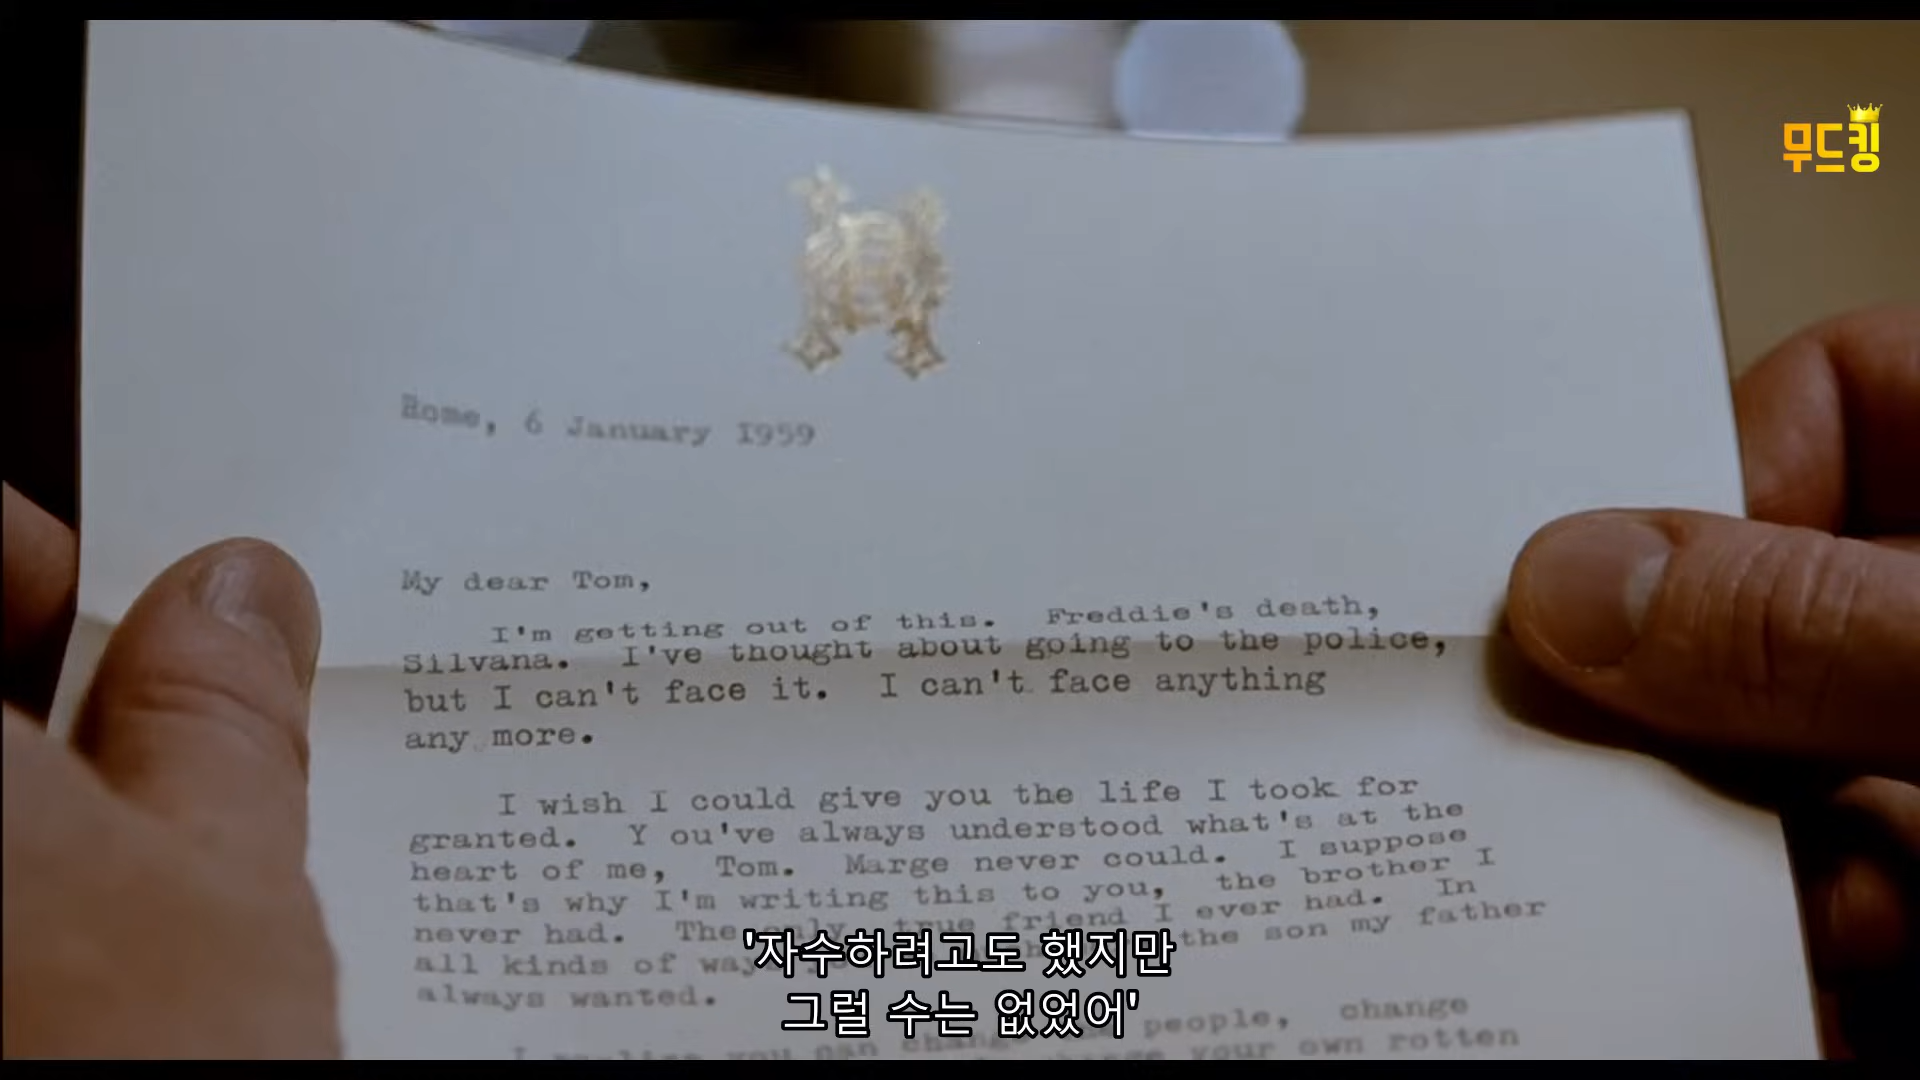 무드킹
Rome, 6 January 1959
My dear Tom,
I'm getting out of this. Freddie's death,
Silvana. I've thought about going to the police,
but I can't face it. I can't face anything
any more.
I wish I could give you the life I took for
granted. Y ou've always understood what's at the
heart of me, Tom. Marge never could. I suppose
that's why I'm writing this to you, the brother I
never had. The only true friend I ever had. In
all kinds of the son my father
always wanted.
I realize you can change people, change
change your own rotten
'자수하려고도 했지만
그럴 수는 없었어'